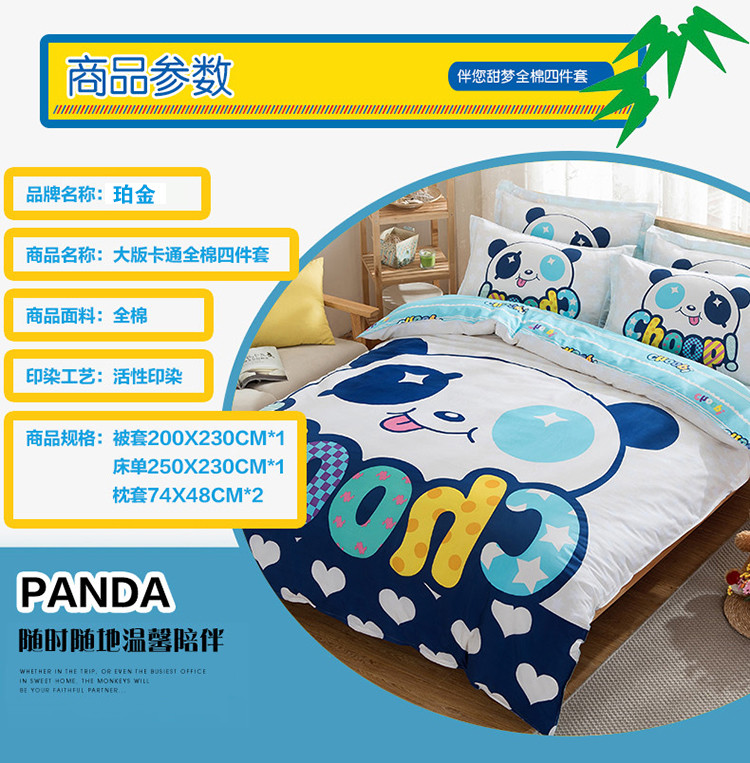 商品参数
伴您甜梦全棉四件套
品牌名称：珀金
商品名称：大版卡通全棉四件套
商品面料：全棉
印染工艺：活性印染
商品规格：被套200X230CM*1
床单250X230CM*1
枕套74X48CM*2
Choop!
Choop!
PANDA
随时随地温馨陪伴
WHETHER IN THE TRIP, OR EVEN THE BUSIEST OFFICE
IN SWEET HOME, THE MONKEYS WILL
BE YOUR FAITHFUL PARTNER...